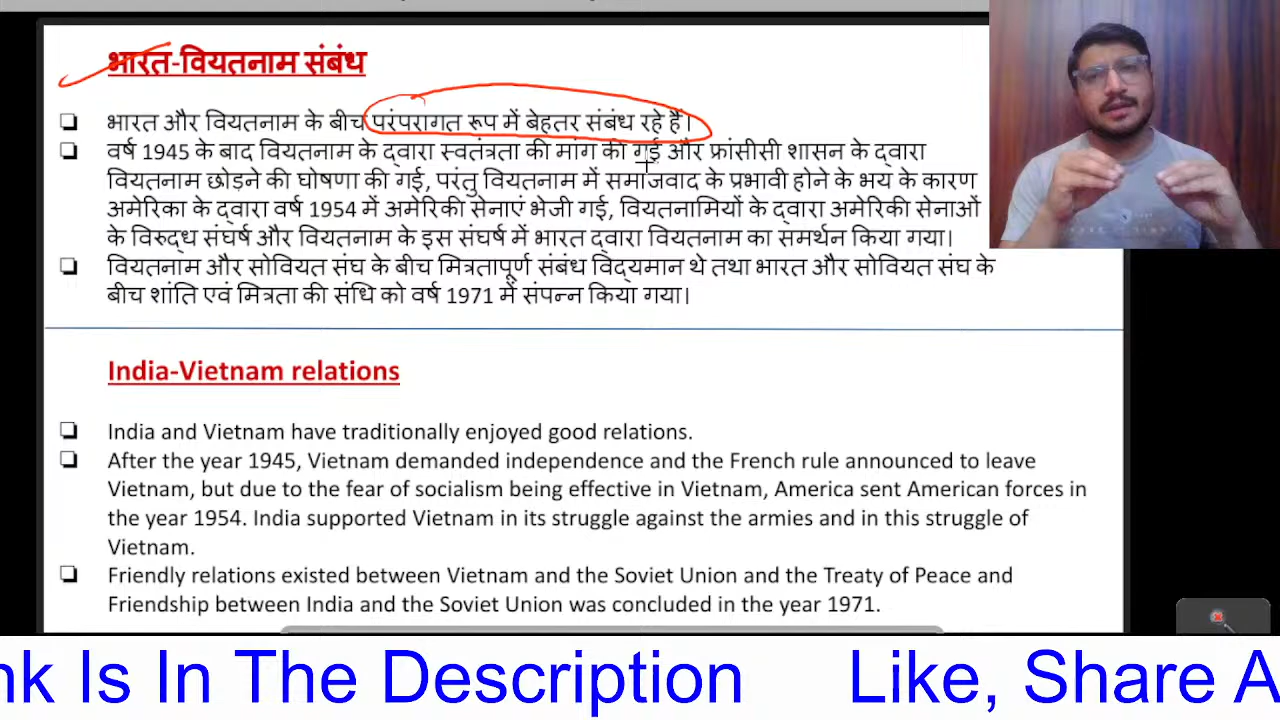 भारत-वियतनाम संबंध
❑ भारत और वियतनाम के बीच परंपरागत रूप में बेहतर संबंध रहे हैं।
❑ वर्ष 1945 के बाद वियतनाम के द्वारा स्वतंत्रता की मांग की गई और फ्रांसीसी शासन के द्वारा
वियतनाम छोड़ने की घोषणा की गई, परंतु वियतनाम में समाजवाद के प्रभावी होने के भय के कारण
अमेरिका के द्वारा वर्ष 1954 में अमेरिकी सेनाएं भेजी गई, वियतनामियों के द्वारा अमेरिकी सेनाओं
के विरुद्ध संघर्ष और वियतनाम के इस संघर्ष में भारत द्वारा वियतनाम का समर्थन किया गया।
❑ वियतनाम और सोवियत संघ के बीच मित्रतापूर्ण संबंध विद्यमान थे तथा भारत और सोवियत संघ के
बीच शांति एवं मित्रता की संधि को वर्ष 1971 में संपन्न किया गया।
India-Vietnam relations
❑ India and Vietnam have traditionally enjoyed good relations.
❑ After the year 1945, Vietnam demanded independence and the French rule announced to leave
Vietnam, but due to the fear of socialism being effective in Vietnam, America sent American forces in
the year 1954. India supported Vietnam in its struggle against the armies and in this struggle of
Vietnam.
❑ Friendly relations existed between Vietnam and the Soviet Union and the Treaty of Peace and
Friendship between India and the Soviet Union was concluded in the year 1971.
nk Is In The Description Like, Share A